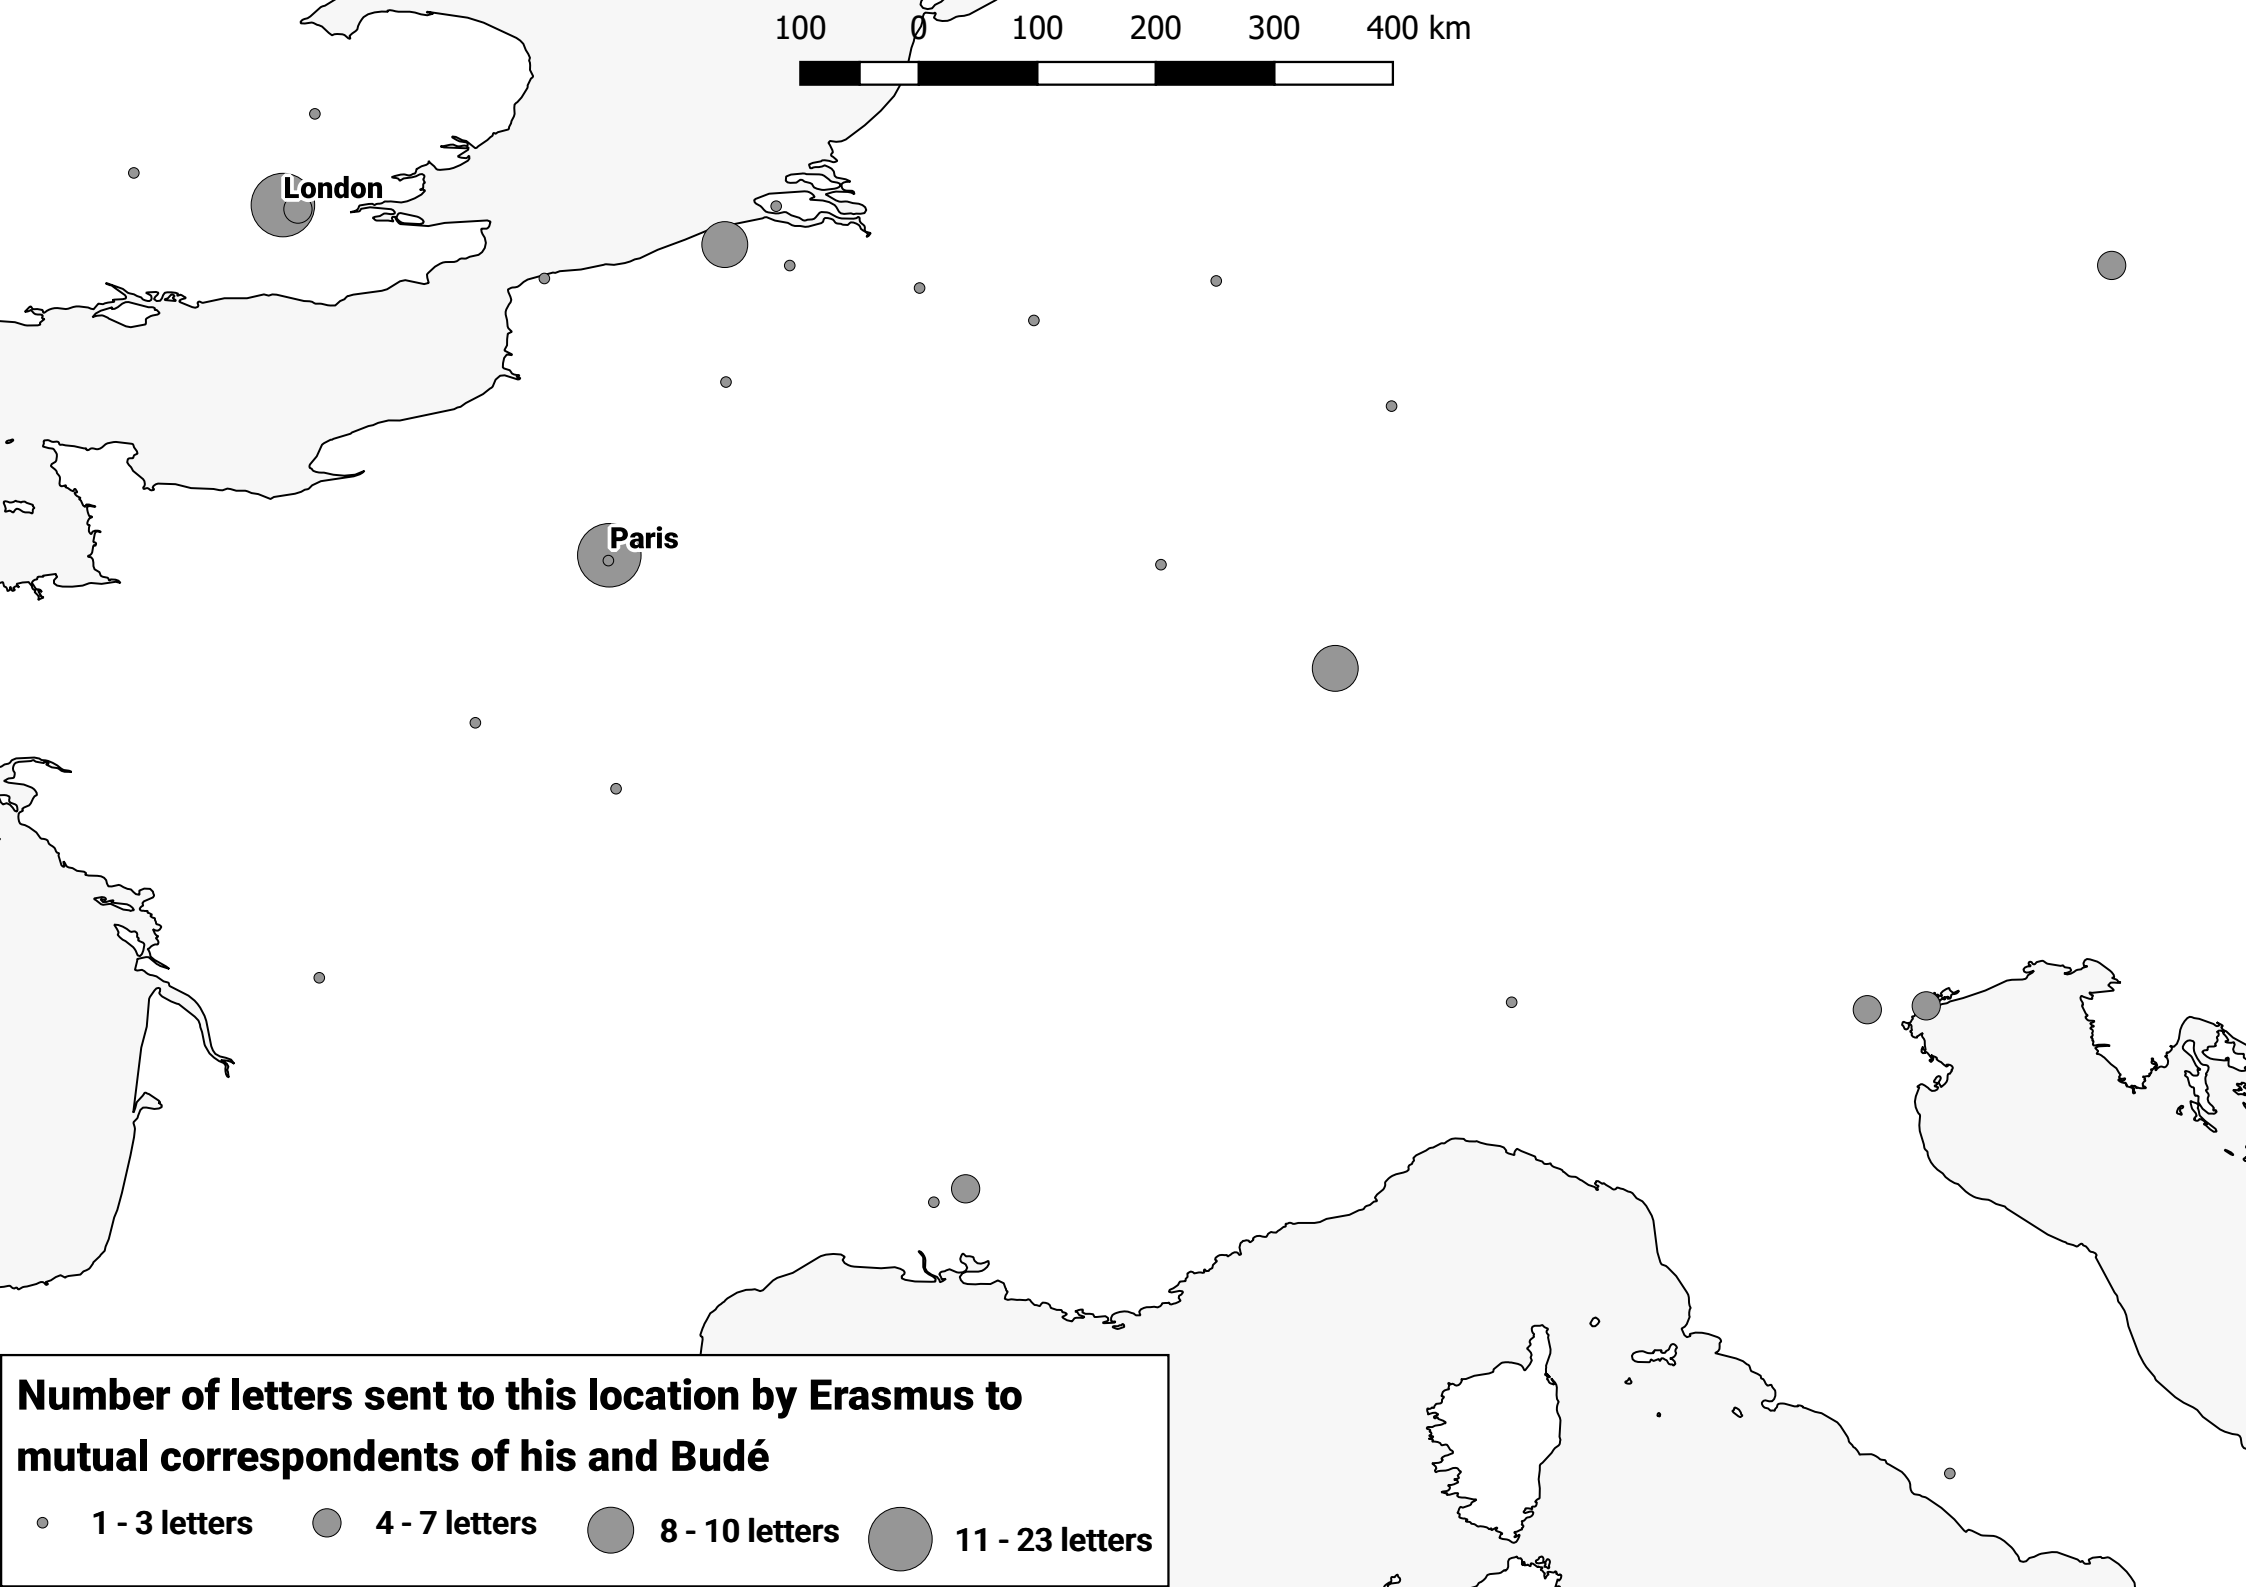 100 0 100 200 300 400 km
London
Paris
Number of letters sent to this location by Erasmus to
mutual correspondents of his and Budé
1 - 3 letters 4 - 7 letters 8 - 10 letters 11 - 23 letters